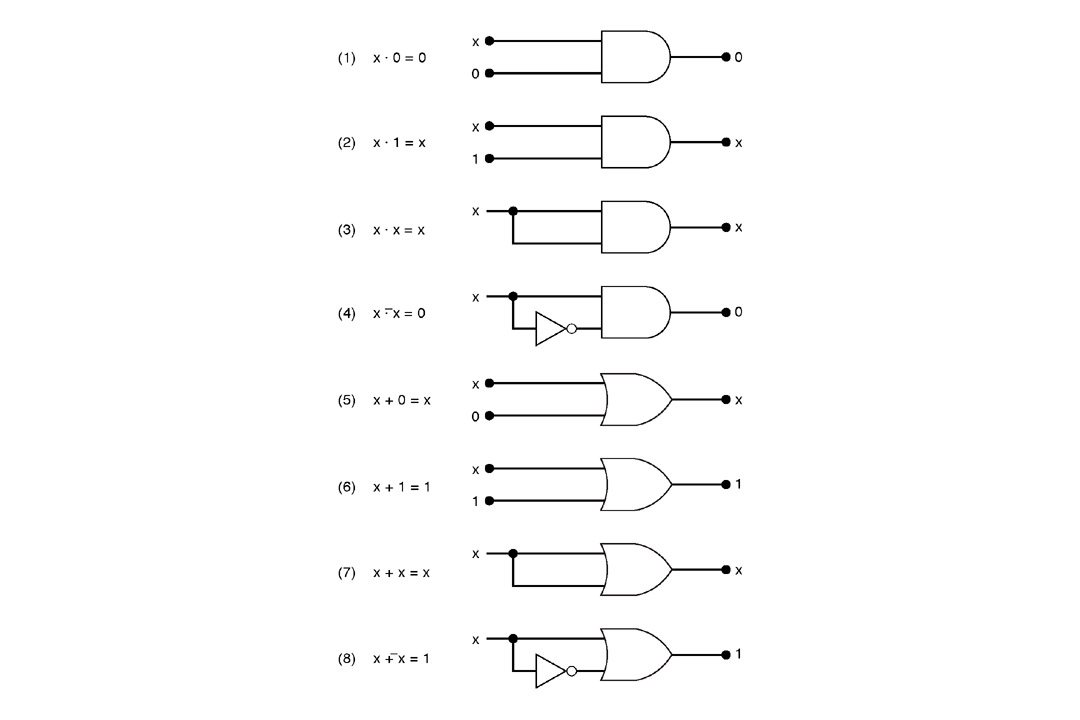 x
(1) x · 0 = 0 0
0
x
(2) x · 1 = x x
1
x
(3) x · x = x x
x
(4) x · x̄ = 0 0
x
(5) x + 0 = x x
0
x
(6) x + 1 = 1 1
1
x
(7) x + x = x x
x
(8) x + x̄ = 1 1